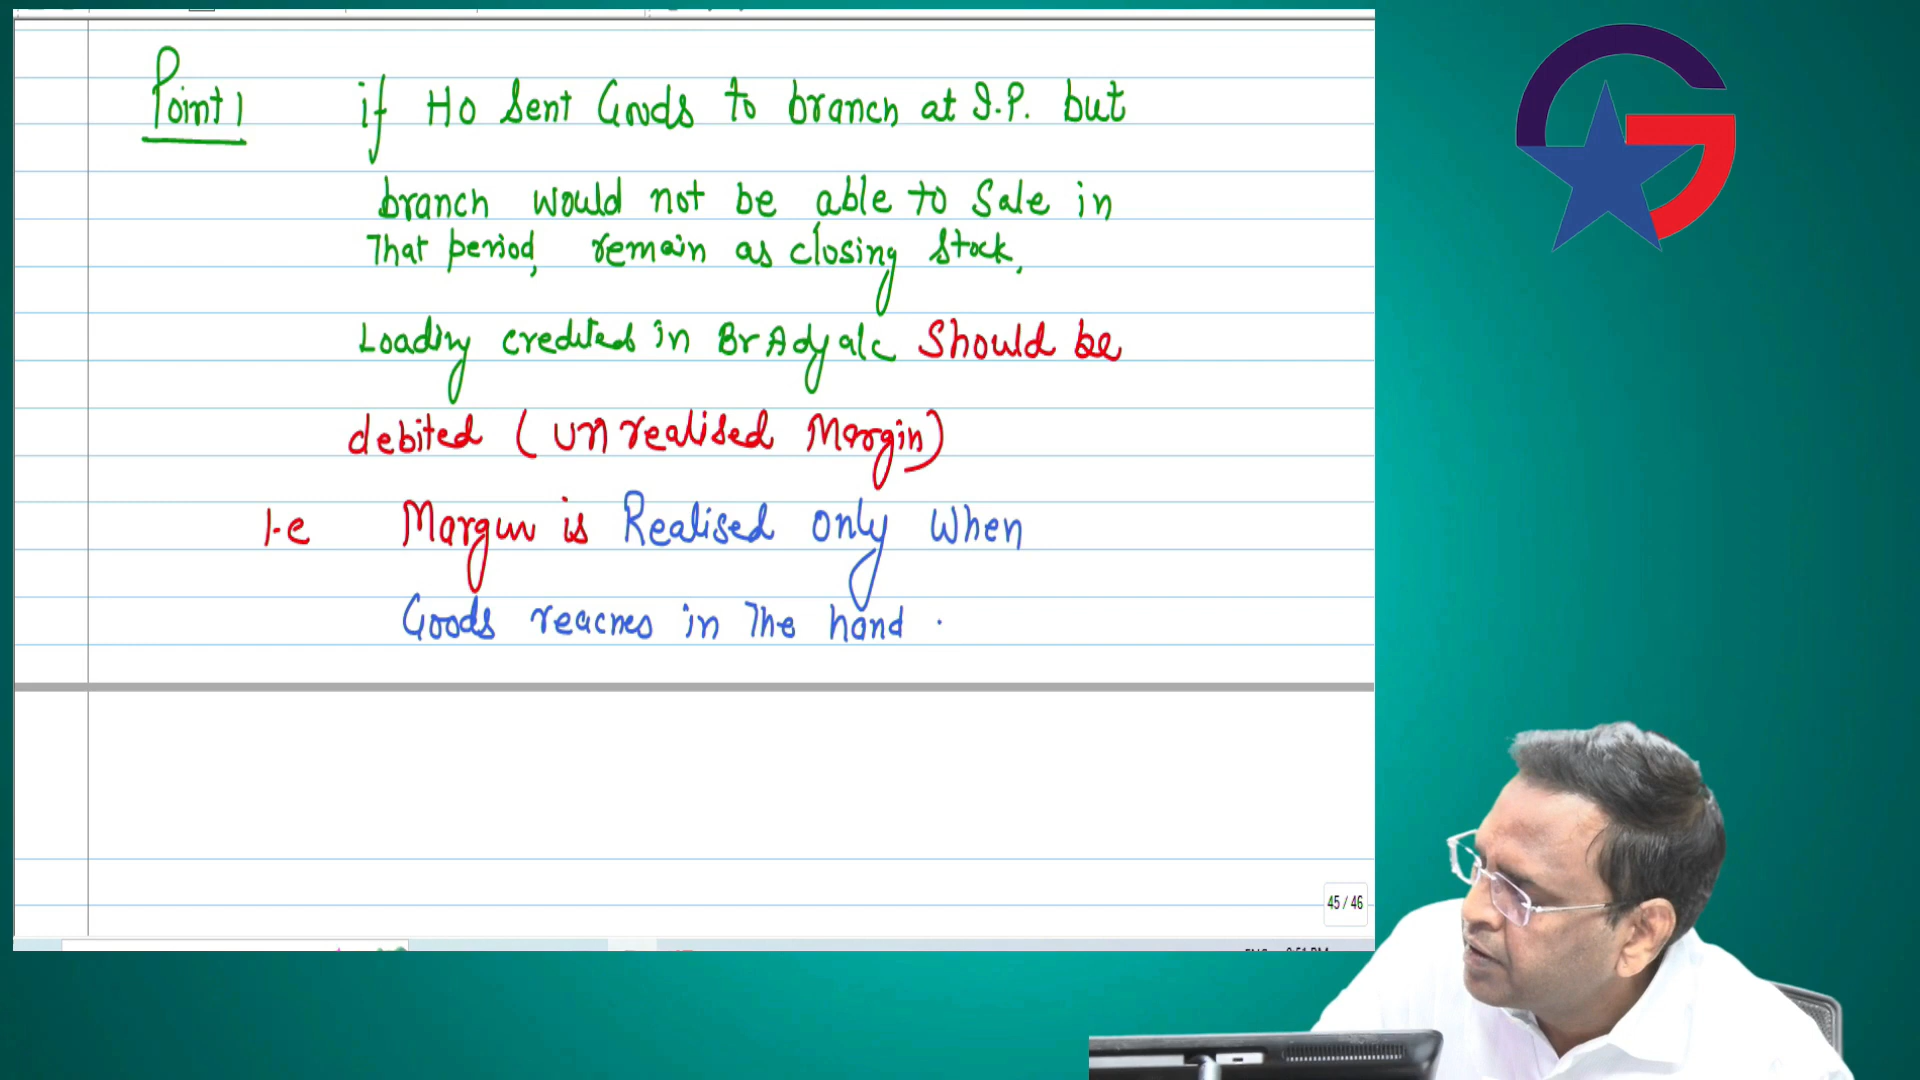 Point 1 if HO Sent Goods to branch at I.P. but
branch would not be able to Sale in
That period, remain as closing Stock,
Loading credited in Br Adj a/c Should be
debited (Unrealised Margin)
I-e Margin is Realised Only When
Goods reaches in The hand .
45 / 46